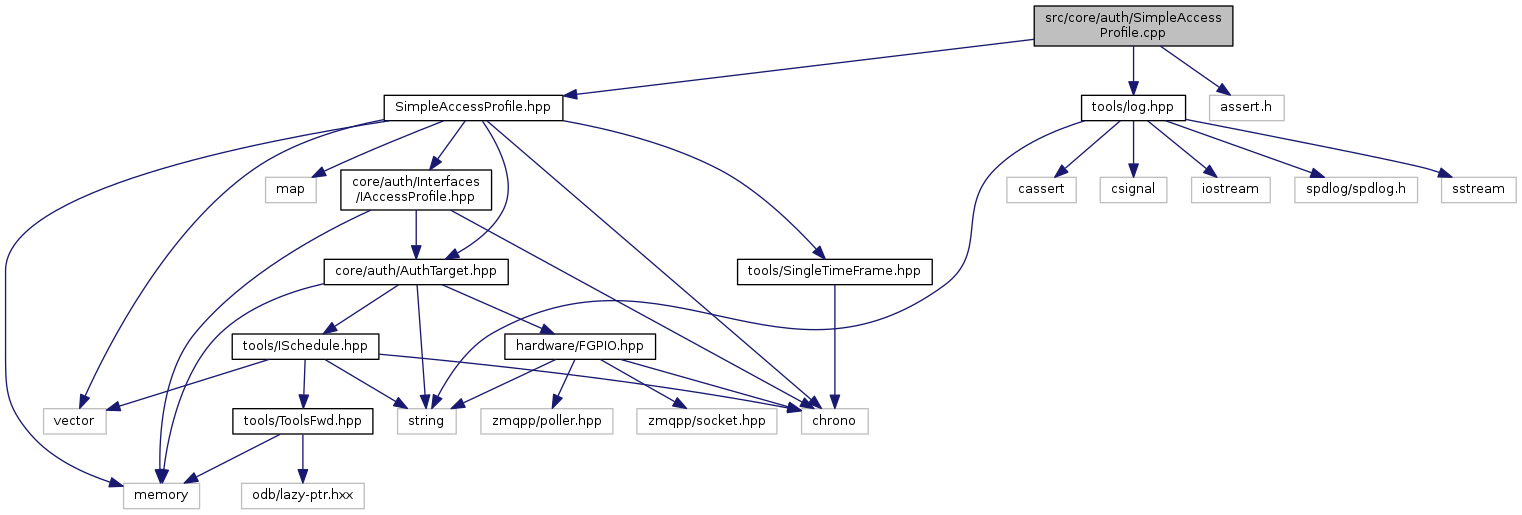 src/core/auth/SimpleAccess
Profile.cpp
SimpleAccessProfile.hpp
tools/log.hpp
assert.h
map
core/auth/Interfaces
/IAccessProfile.hpp
cassert
csignal
iostream
spdlog/spdlog.h
sstream
core/auth/AuthTarget.hpp
tools/SingleTimeFrame.hpp
tools/ISchedule.hpp
hardware/FGPIO.hpp
vector
tools/ToolsFwd.hpp
string
zmqpp/poller.hpp
zmqpp/socket.hpp
chrono
memory
odb/lazy-ptr.hxx